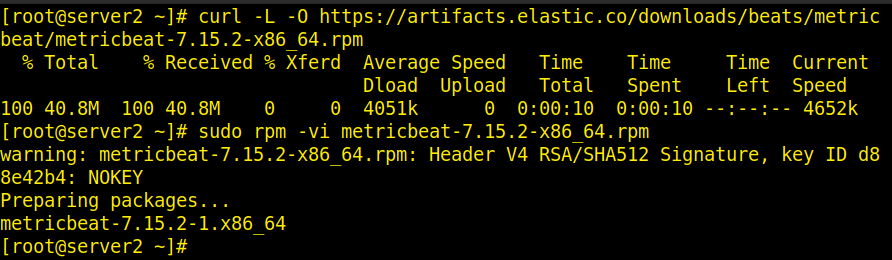 [root@server2 ~]# curl -L -O https://artifacts.elastic.co/downloads/beats/metric
beat/metricbeat-7.15.2-x86_64.rpm
  % Total    % Received % Xferd  Average Speed   Time    Time     Time  Current
                                 Dload  Upload   Total   Spent    Left  Speed
100 40.8M  100 40.8M    0     0  4051k      0  0:00:10  0:00:10 --:--:-- 4652k
[root@server2 ~]# sudo rpm -vi metricbeat-7.15.2-x86_64.rpm
warning: metricbeat-7.15.2-x86_64.rpm: Header V4 RSA/SHA512 Signature, key ID d8
8e42b4: NOKEY
Preparing packages...
metricbeat-7.15.2-1.x86_64
[root@server2 ~]#